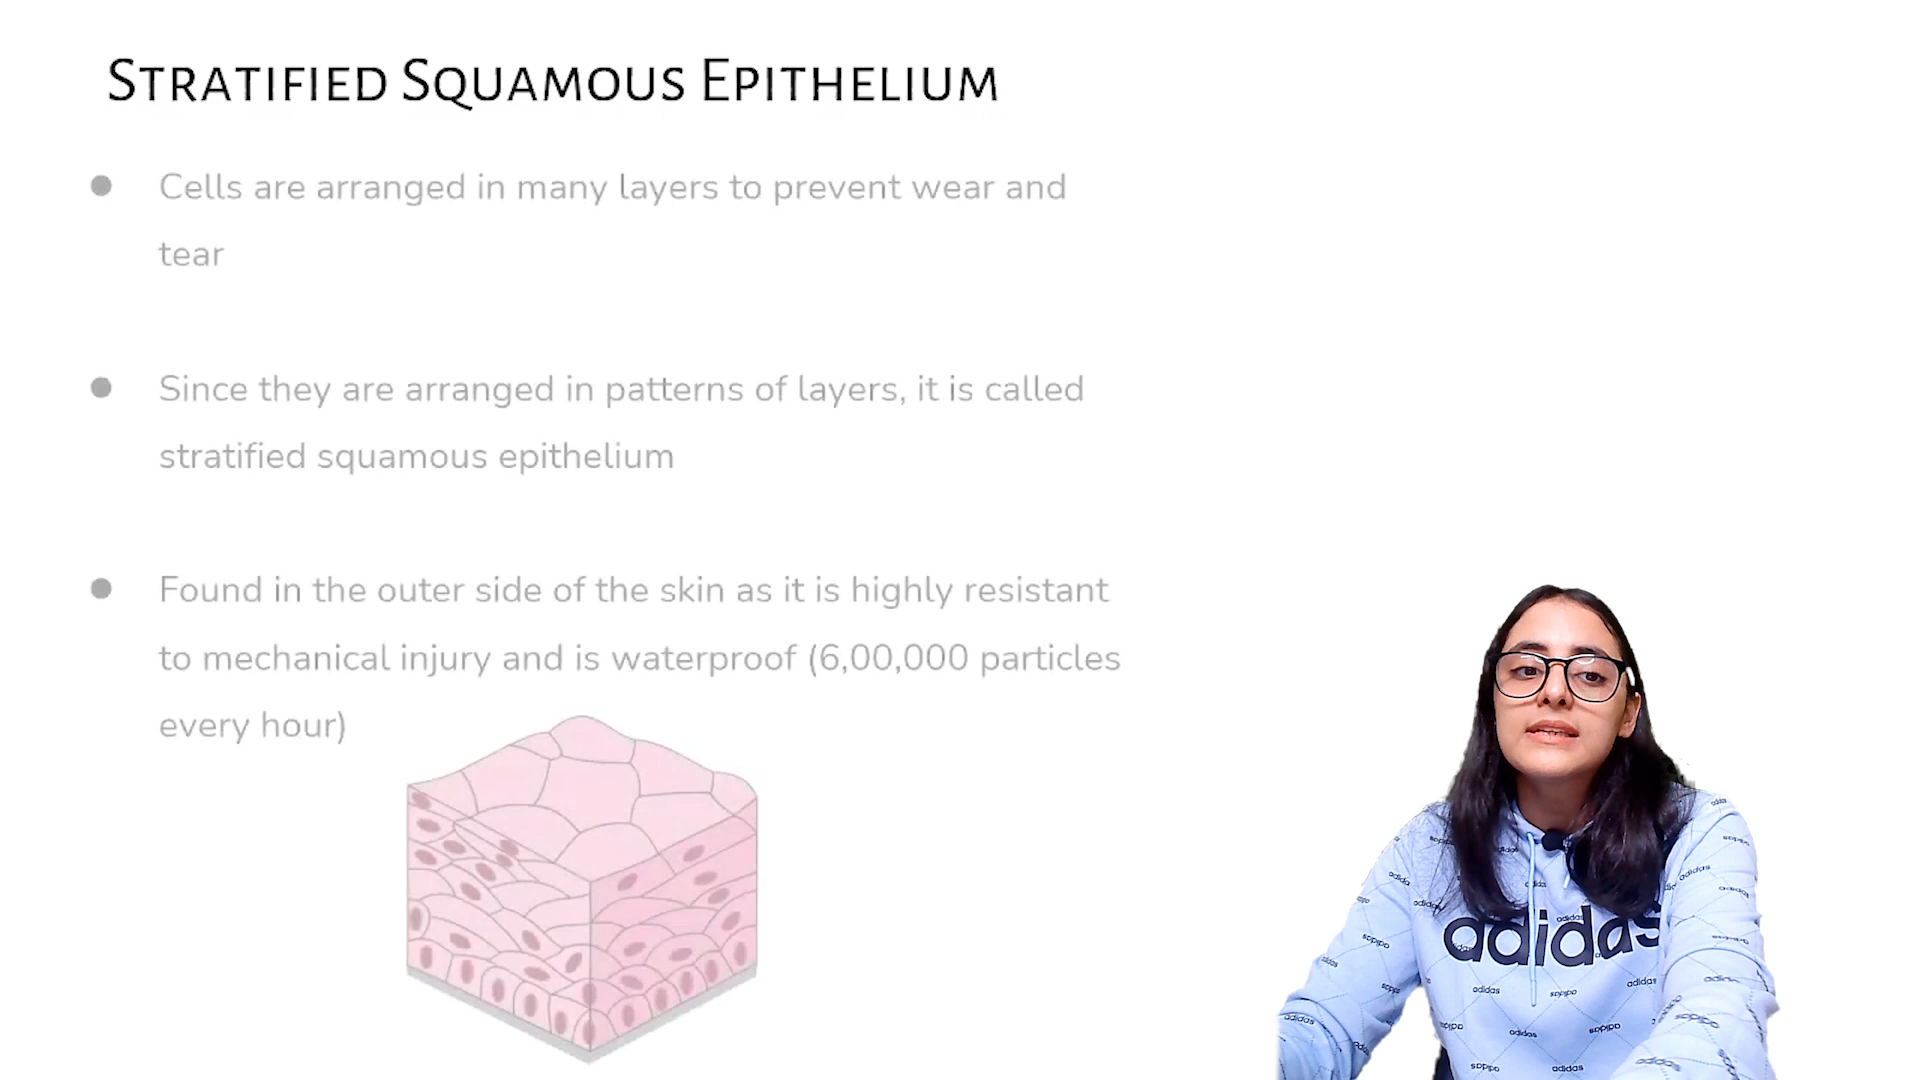 Stratified Squamous Epithelium
● Cells are arranged in many layers to prevent wear and
tear
● Since they are arranged in patterns of layers, it is called
stratified squamous epithelium
● Found in the outer side of the skin as it is highly resistant
to mechanical injury and is waterproof (6,00,000 particles
every hour)
adidas